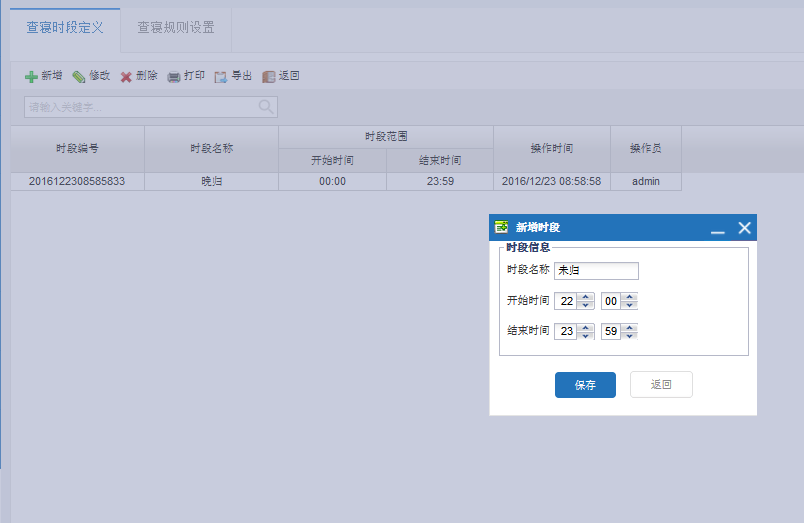 查寝时段定义 查寝规则设置
新增 修改 删除 打印 导出 返回
请输入关键字...
时段编号 时段名称 时段范围 操作时间 操作员
开始时间 结束时间
2016122308585833 晚归 00:00 23:59 2016/12/23 08:58:58 admin
新增时段
时段信息
时段名称 未归
开始时间 22 00
结束时间 23 59
保存 返回